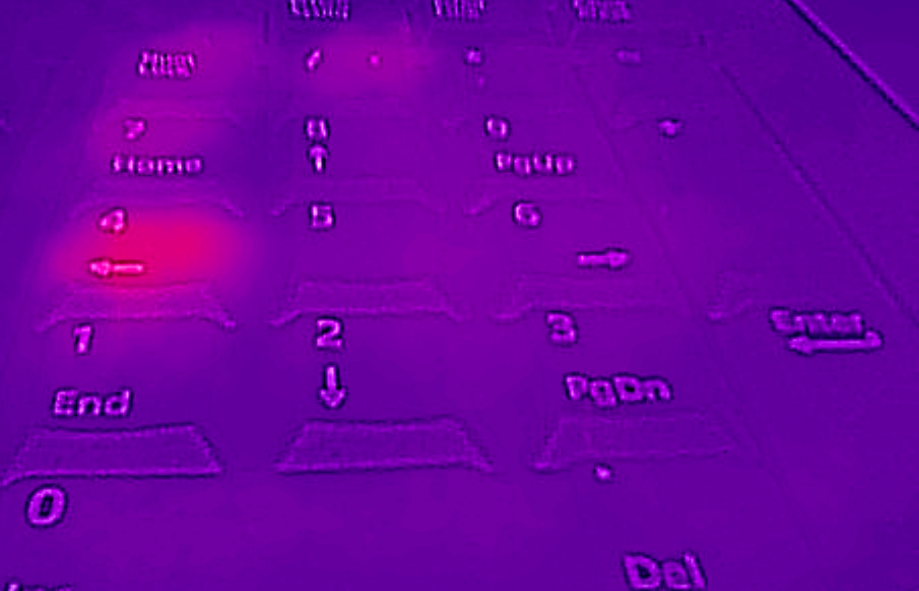 /
7 8 9 +
Home PgUp
4 5 6
1 2 3
Enter
End PgDn
0 .
Del